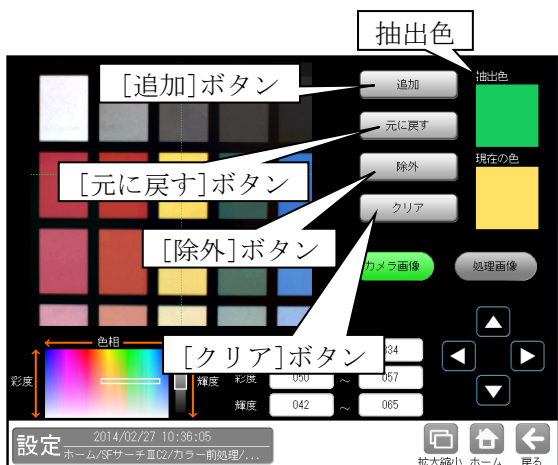 抽出色
[追加]ボタン
追加
抽出色
元に戻す
[元に戻す]ボタン
除外
現在の色
クリア
[除外]ボタン
カメラ画像
処理画像
[クリア]ボタン
色相
彩度
輝度
彩度
050
~
057
輝度
042
~
065
設定
2014/02/27 10:36:05
ホーム/SFサーチⅢC2/カラー前処理/...
拡大縮小
ホーム
戻る